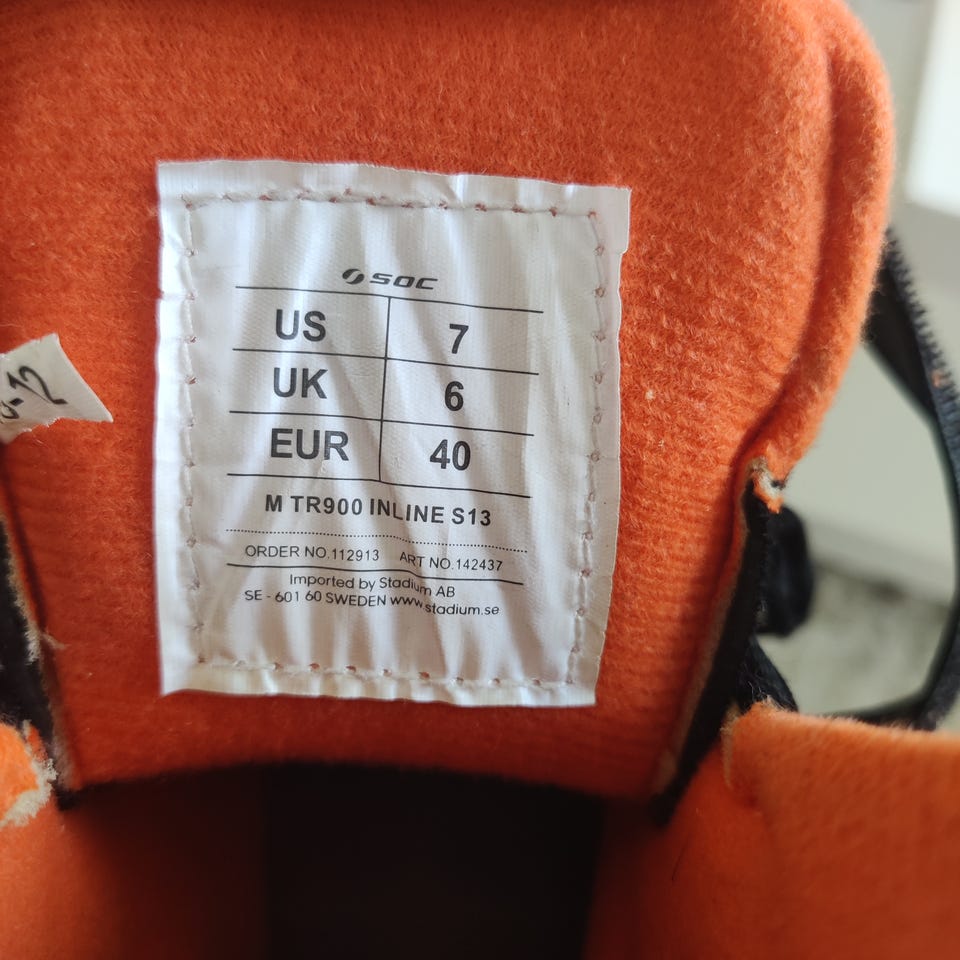 SOC
US 7
UK 6
EUR 40
M TR900 INLINE S13
ORDER NO.112913 ART NO.142437
Imported by Stadium AB
SE - 601 60 SWEDEN www.stadium.se